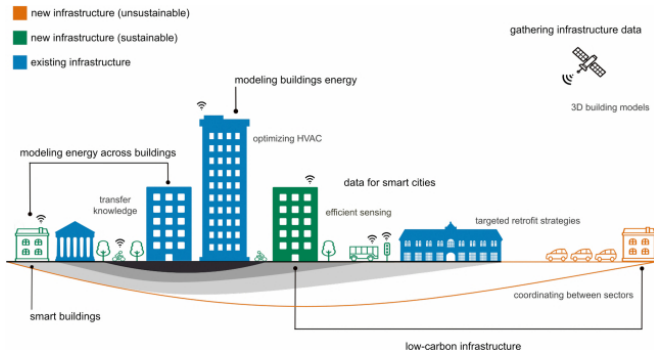 new infrastructure (unsustainable)
new infrastructure (sustainable)
existing infrastructure
gathering infrastructure data
3D building models
modeling buildings energy
optimizing HVAC
modeling energy across buildings
transfer
knowledge
data for smart cities
efficient sensing
targeted retrofit strategies
coordinating between sectors
smart buildings
low-carbon infrastructure